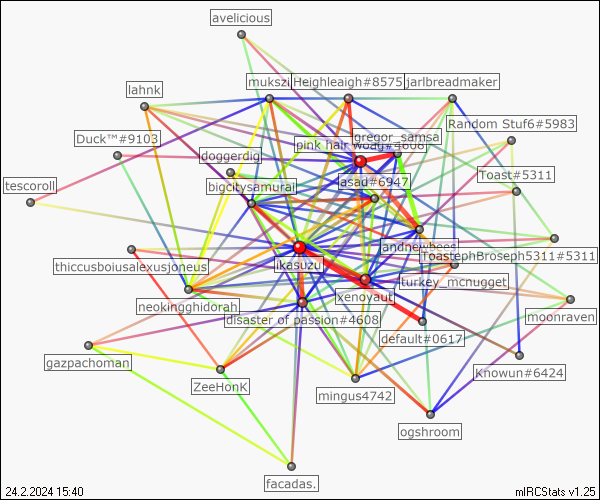 avelicious
mukszi
Heighleaigh#8575
jarlbreadmaker
lahnk
Random Stuf6#5983
gregor_samsa
Duck™#9103
pink hair woag#4608
doggerdig
Toast#5311
asad#6947
tescoroll
bigcitysamurai
andnewbeed
ToastephBroseph5311#5311
thiccusboiusalexusjoneus
ikasuzu
turkey_mcnugget
xenoyaut
neokingghidorah
moonraven
disaster of passion#4608
default#0617
gazpachoman
Knowun#6424
ZeeHonK
mingus4742
ogshroom
facadas.
24.2.2024 15:40
mIRCStats v1.25